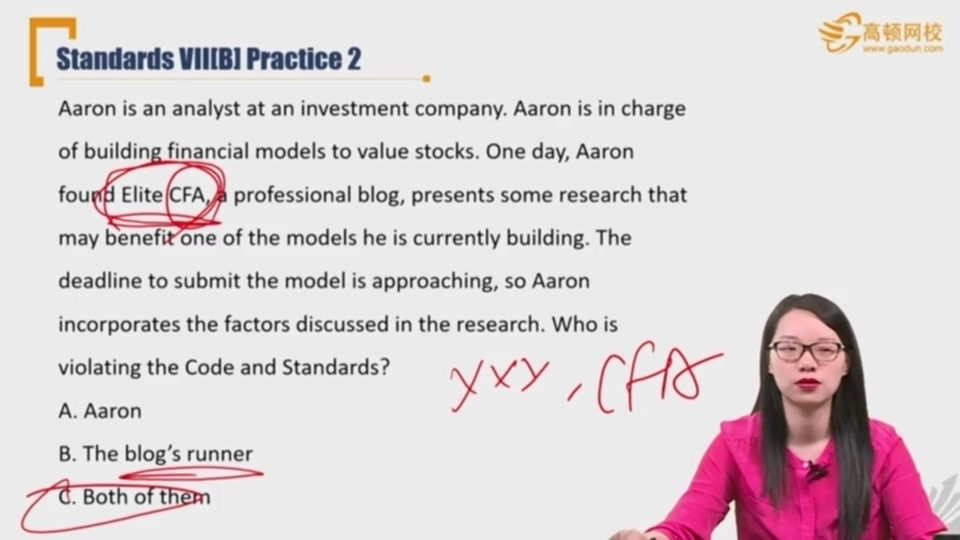 Standards VII[B] Practice 2
高顿网校
www.gaodun.com
Aaron is an analyst at an investment company. Aaron is in charge
of building financial models to value stocks. One day, Aaron
found Elite CFA, a professional blog, presents some research that
may benefit one of the models he is currently building. The
deadline to submit the model is approaching, so Aaron
incorporates the factors discussed in the research. Who is
violating the Code and Standards?
xxy, CFA
A. Aaron
B. The blog's runner
C. Both of them